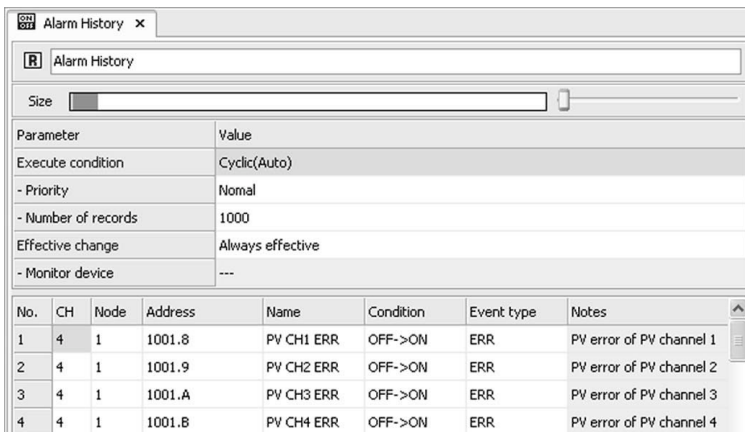 ON
OFF
Alarm History ×
R Alarm History
Size
Parameter Value
Execute condition Cyclic(Auto)
- Priority Nomal
- Number of records 1000
Effective change Always effective
- Monitor device ---
No. CH Node Address Name Condition Event type Notes
1 4 1 1001.8 PV CH1 ERR OFF->ON ERR PV error of PV channel 1
2 4 1 1001.9 PV CH2 ERR OFF->ON ERR PV error of PV channel 2
3 4 1 1001.A PV CH3 ERR OFF->ON ERR PV error of PV channel 3
4 4 1 1001.B PV CH4 ERR OFF->ON ERR PV error of PV channel 4